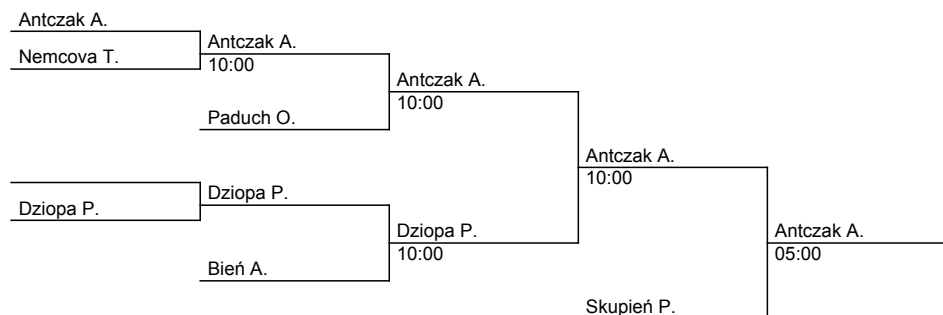 Antczak A.
Nemcova T.
Antczak A.
10:00
Paduch O.
Antczak A.
10:00
Dziopa P.
Dziopa P.
Bień A.
Dziopa P.
10:00
Antczak A.
10:00
Skupień P.
Antczak A.
05:00